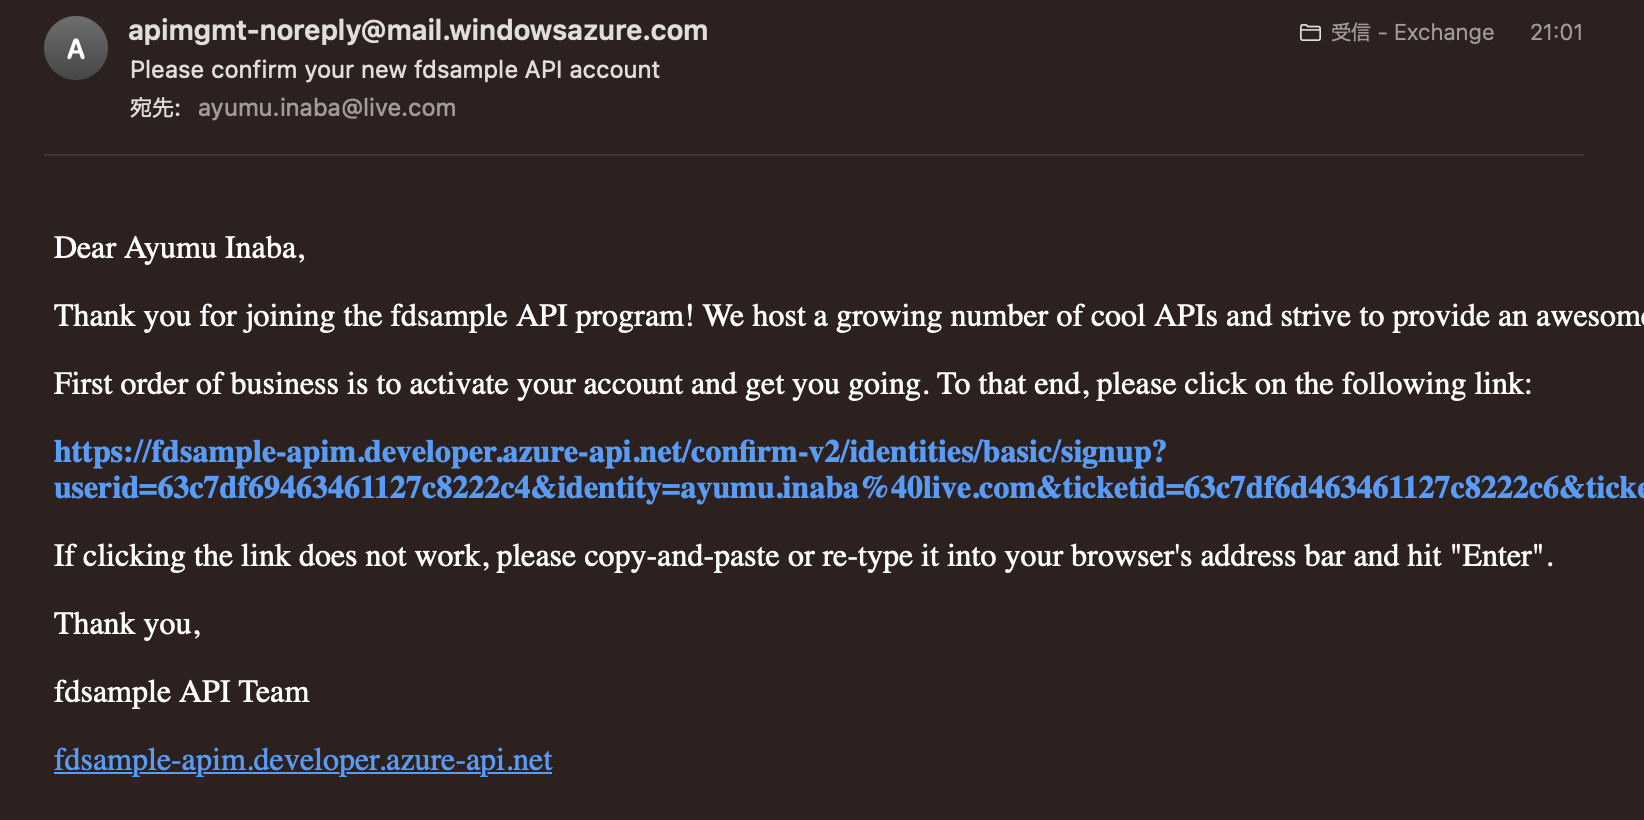 A
apimgmt-noreply@mail.windowsazure.com
受信 - Exchange
21:01
Please confirm your new fdsample API account
宛先: ayumu.inaba@live.com
Dear Ayumu Inaba,
Thank you for joining the fdsample API program! We host a growing number of cool APIs and strive to provide an awesome
First order of business is to activate your account and get you going. To that end, please click on the following link:
https://fdsample-apim.developer.azure-api.net/confirm-v2/identities/basic/signup?
userid=63c7df69463461127c8222c4&identity=ayumu.inaba%40live.com&ticketid=63c7df6d463461127c8222c6&ticke
If clicking the link does not work, please copy-and-paste or re-type it into your browser's address bar and hit "Enter".
Thank you,
fdsample API Team
fdsample-apim.developer.azure-api.net